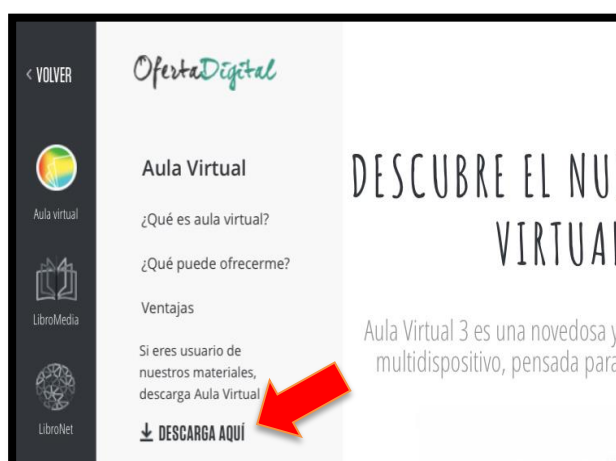 < VOLVER
Aula virtual
LibroMedia
LibroNet
OfertaDigital
Aula Virtual
¿Qué es aula virtual?
¿Qué puede ofrecerme?
Ventajas
Si eres usuario de
nuestros materiales,
descarga Aula Virtual
DESCARGA AQUÍ
DESCUBRE EL NU
VIRTUAL
Aula Virtual 3 es una novedosa y
multidispositivo, pensada para